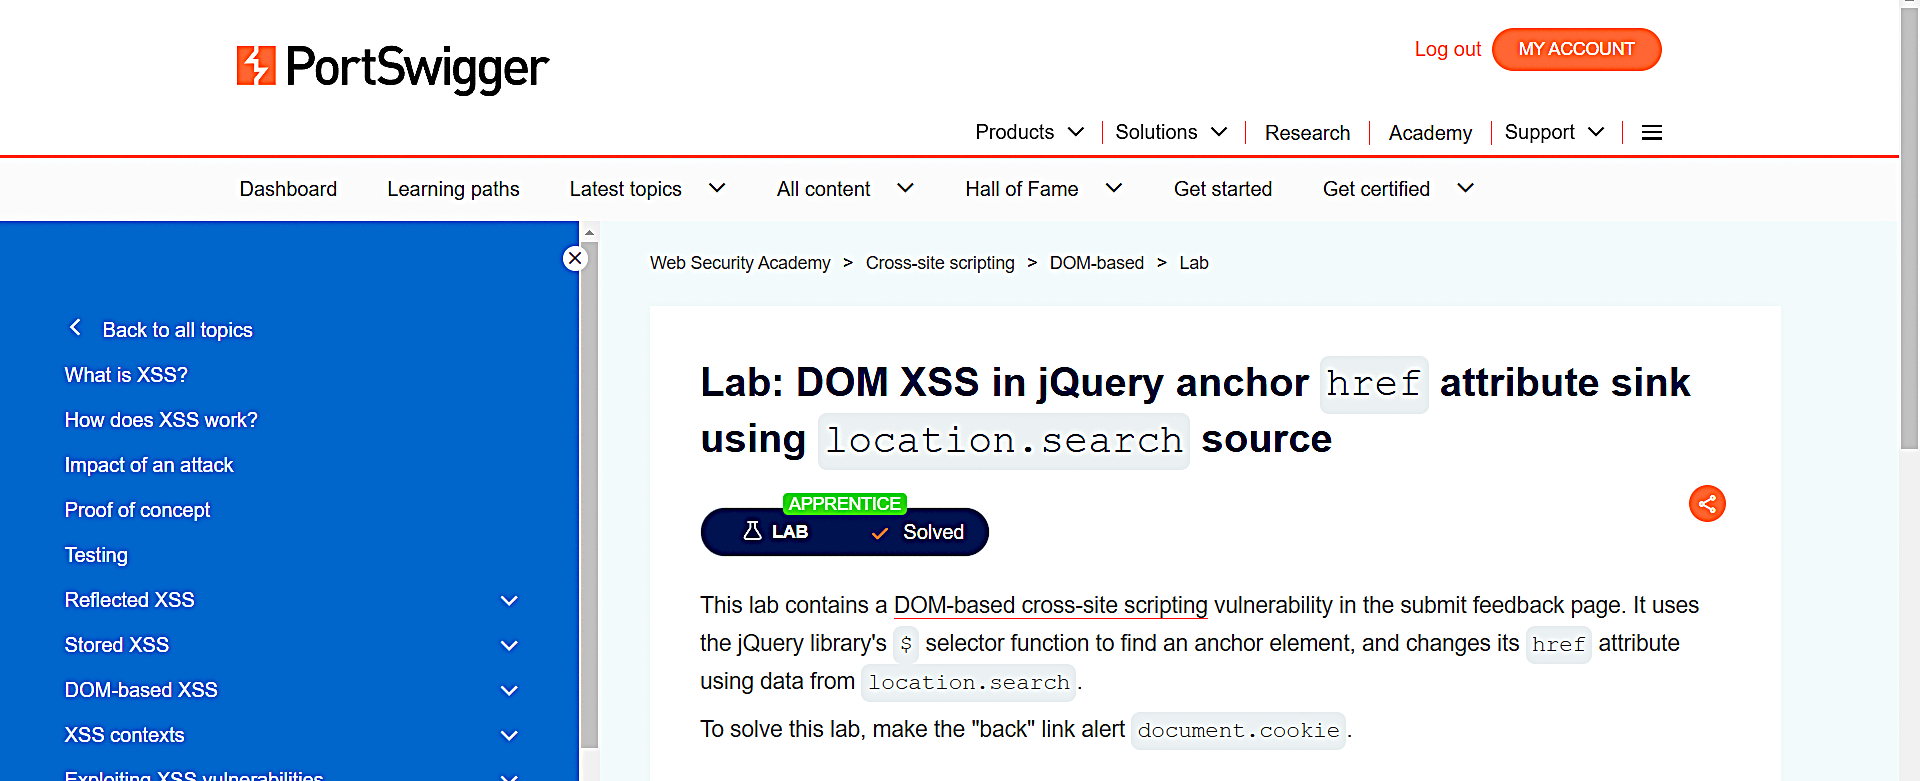 PortSwigger
Log out MY ACCOUNT
Products Solutions Research Academy Support
Dashboard Learning paths Latest topics All content Hall of Fame Get started Get certified
Back to all topics
What is XSS?
How does XSS work?
Impact of an attack
Proof of concept
Testing
Reflected XSS
Stored XSS
DOM-based XSS
XSS contexts
Exploiting XSS vulnerabilities
Web Security Academy > Cross-site scripting > DOM-based > Lab
Lab: DOM XSS in jQuery anchor href attribute sink
using location.search source
APPRENTICE
LAB Solved
This lab contains a DOM-based cross-site scripting vulnerability in the submit feedback page. It uses
the jQuery library's $ selector function to find an anchor element, and changes its href attribute
using data from location.search.
To solve this lab, make the "back" link alert document.cookie.